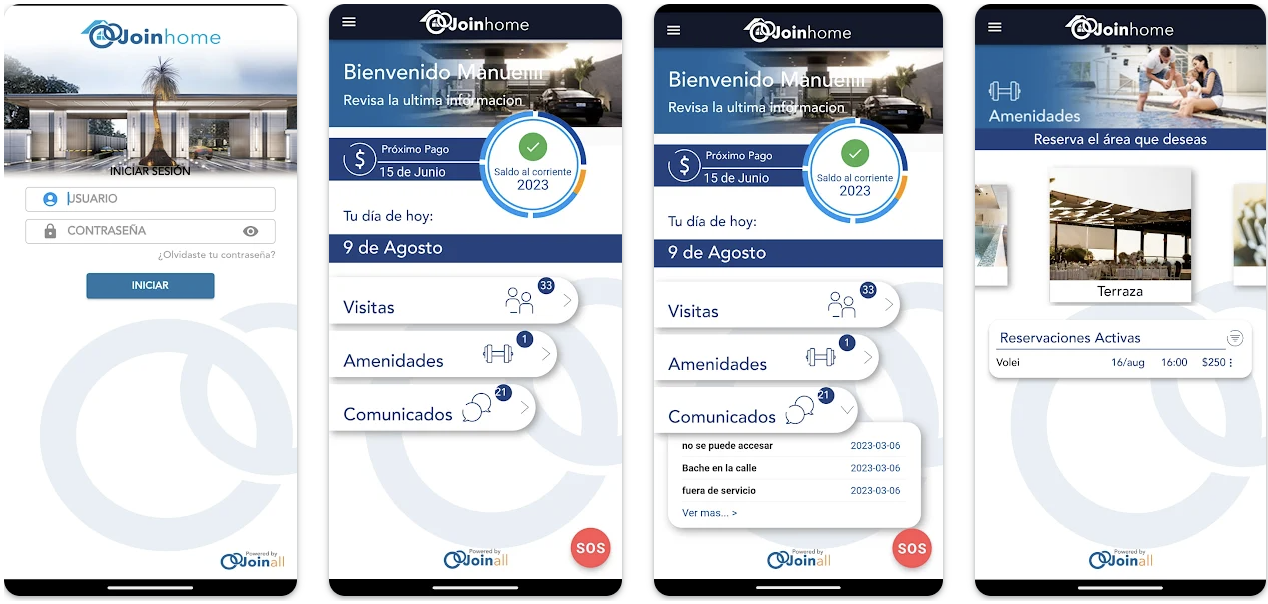 Joinhome
INICIAR SESIÓN
USUARIO
CONTRASEÑA
¿Olvidaste tu contraseña?
INICIAR
Powered by
Joinall
Joinhome
Bienvenido Manuelill
Revisa la ultima informacion
Próximo Pago
$
15 de Junio
Saldo al corriente
2023
Tu día de hoy:
9 de Agosto
33
Visitas
1
Amenidades
21
Comunicados
SOS
Powered by
Joinall
Joinhome
Bienvenido Manuelill
Revisa la ultima informacion
Próximo Pago
$
15 de Junio
Saldo al corriente
2023
Tu día de hoy:
9 de Agosto
33
Visitas
1
Amenidades
21
Comunicados
no se puede accesar 2023-03-06
Bache en la calle 2023-03-06
fuera de servicio 2023-03-06
Ver mas... >
SOS
Powered by
Joinall
Joinhome
Amenidades
Reserva el área que deseas
Terraza
Reservaciones Activas
Volei 16/aug 16:00 $250
Powered by
Joinall